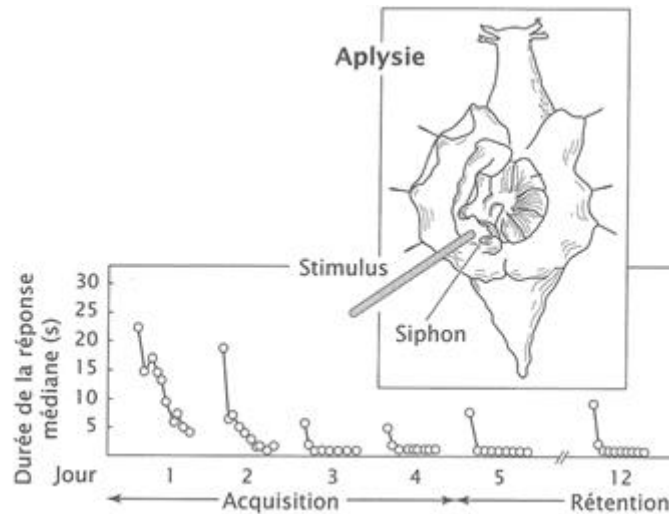 Aplysie
Stimulus
Siphon
Durée de la réponse
médiane (s)
30
25
20
15
10
5
Jour 1 2 3 4 5 12
Acquisition Rétention